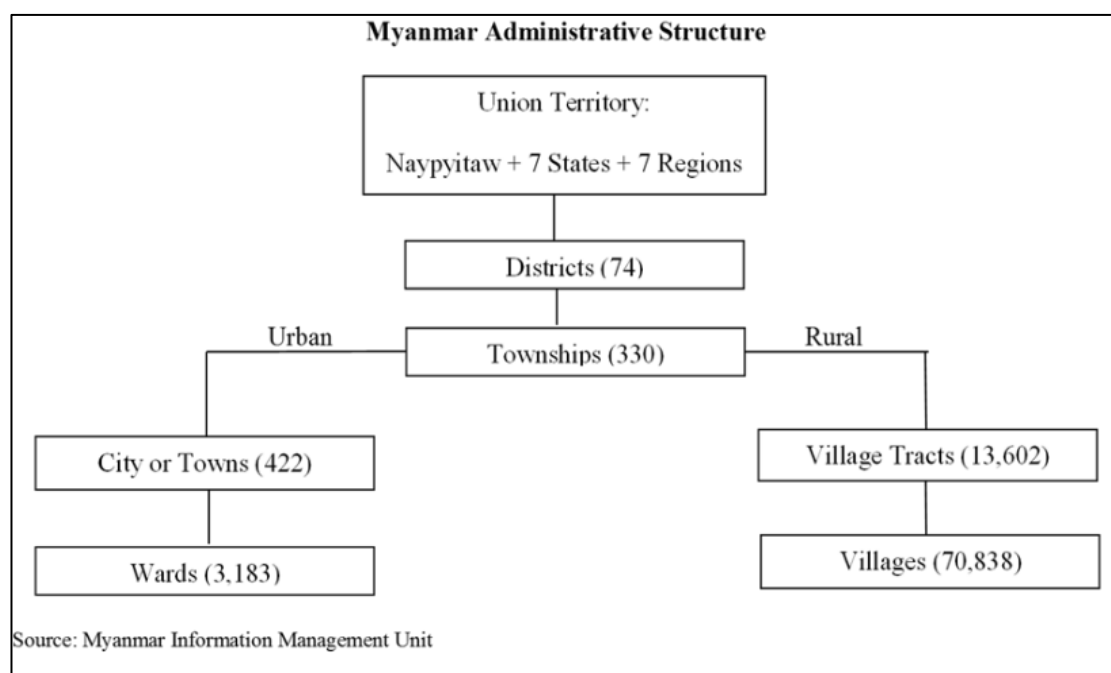 Myanmar Administrative Structure
Union Territory:
Naypyitaw + 7 States + 7 Regions
Districts (74)
Urban
Townships (330)
Rural
City or Towns (422)
Village Tracts (13,602)
Wards (3,183)
Villages (70,838)
Source: Myanmar Information Management Unit